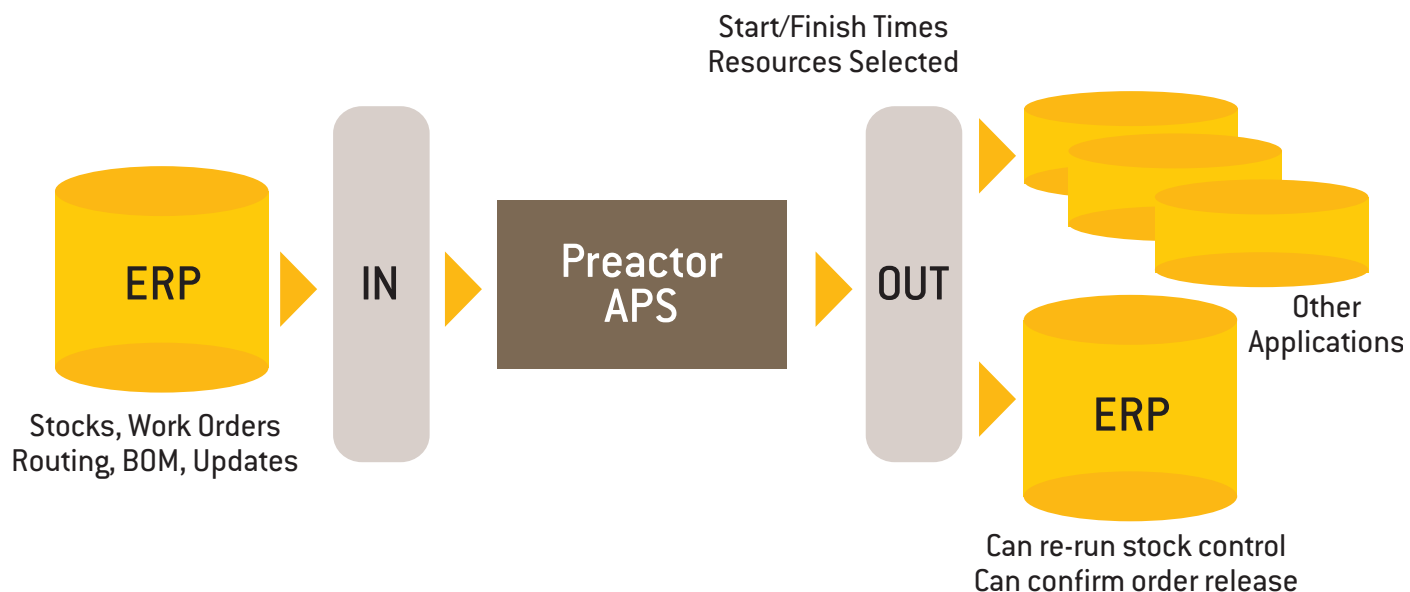 Start/Finish Times
Resources Selected
ERP
IN
Preactor
APS
OUT
Other
Applications
Stocks, Work Orders
Routing, BOM, Updates
ERP
Can re-run stock control
Can confirm order release